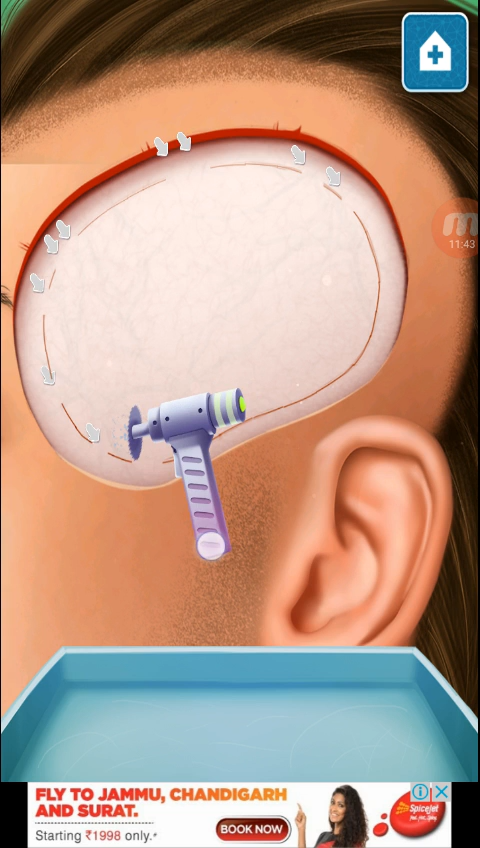 11:43
FLY TO JAMMU, CHANDIGARH
AND SURAT.
Starting ₹1998 only.*
BOOK NOW
SpiceJet